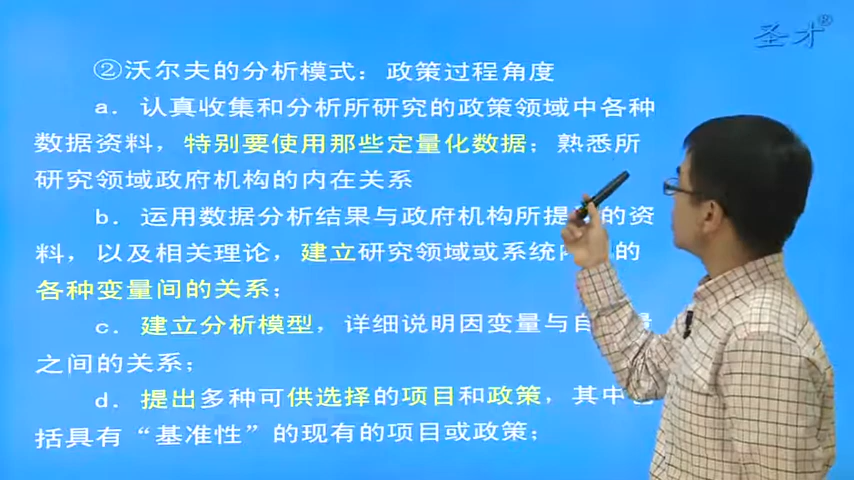 圣才®
②沃尔夫的分析模式：政策过程角度
a．认真收集和分析所研究的政策领域中各种
数据资料，特别要使用那些定量化数据；熟悉所
研究领域政府机构的内在关系
b．运用数据分析结果与政府机构所提 的资
料，以及相关理论，建立研究领域或系统 的
各种变量间的关系；
c．建立分析模型，详细说明因变量与自
之间的关系；
d．提出多种可供选择的项目和政策，其中
括具有“基准性”的现有的项目或政策；